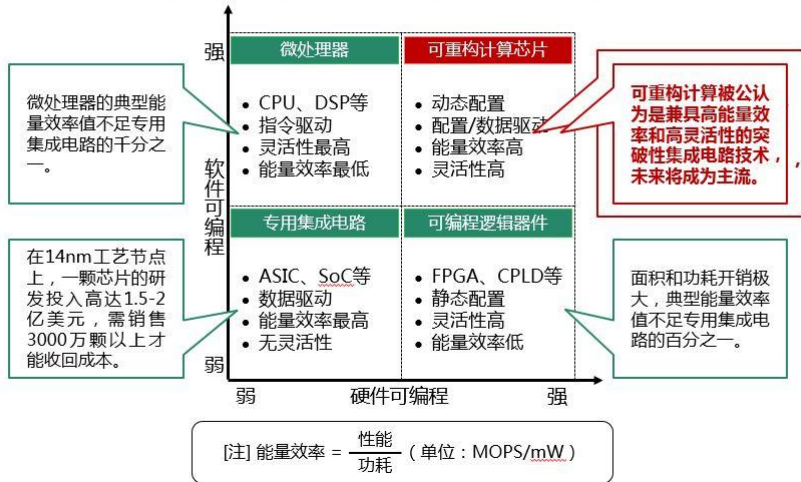 强
微处理器
可重构计算芯片
微处理器的典型能
量效率值不足专用
集成电路的千分之
一。
• CPU、DSP等
• 指令驱动
• 灵活性最高
• 能量效率最低
• 动态配置
• 配置/数据驱动
• 能量效率高
• 灵活性高
可重构计算被公认
为是兼具高能量效
率和高灵活性的突
破性集成电路技术，
未来将成为主流。
，
软件可编程
专用集成电路
可编程逻辑器件
在14nm工艺节点
上，一颗芯片的研
发投入高达1.5-2
亿美元，需销售
3000万颗以上才
能收回成本。
• ASIC、SoC等
• 数据驱动
• 能量效率最高
• 无灵活性
• FPGA、CPLD等
• 静态配置
• 灵活性高
• 能量效率低
面积和功耗开销极
大，典型能量效率
值不足专用集成电
路的百分之一。
弱
弱 硬件可编程 强
[注] 能量效率 = 性能/功耗 (单位：MOPS/mW)